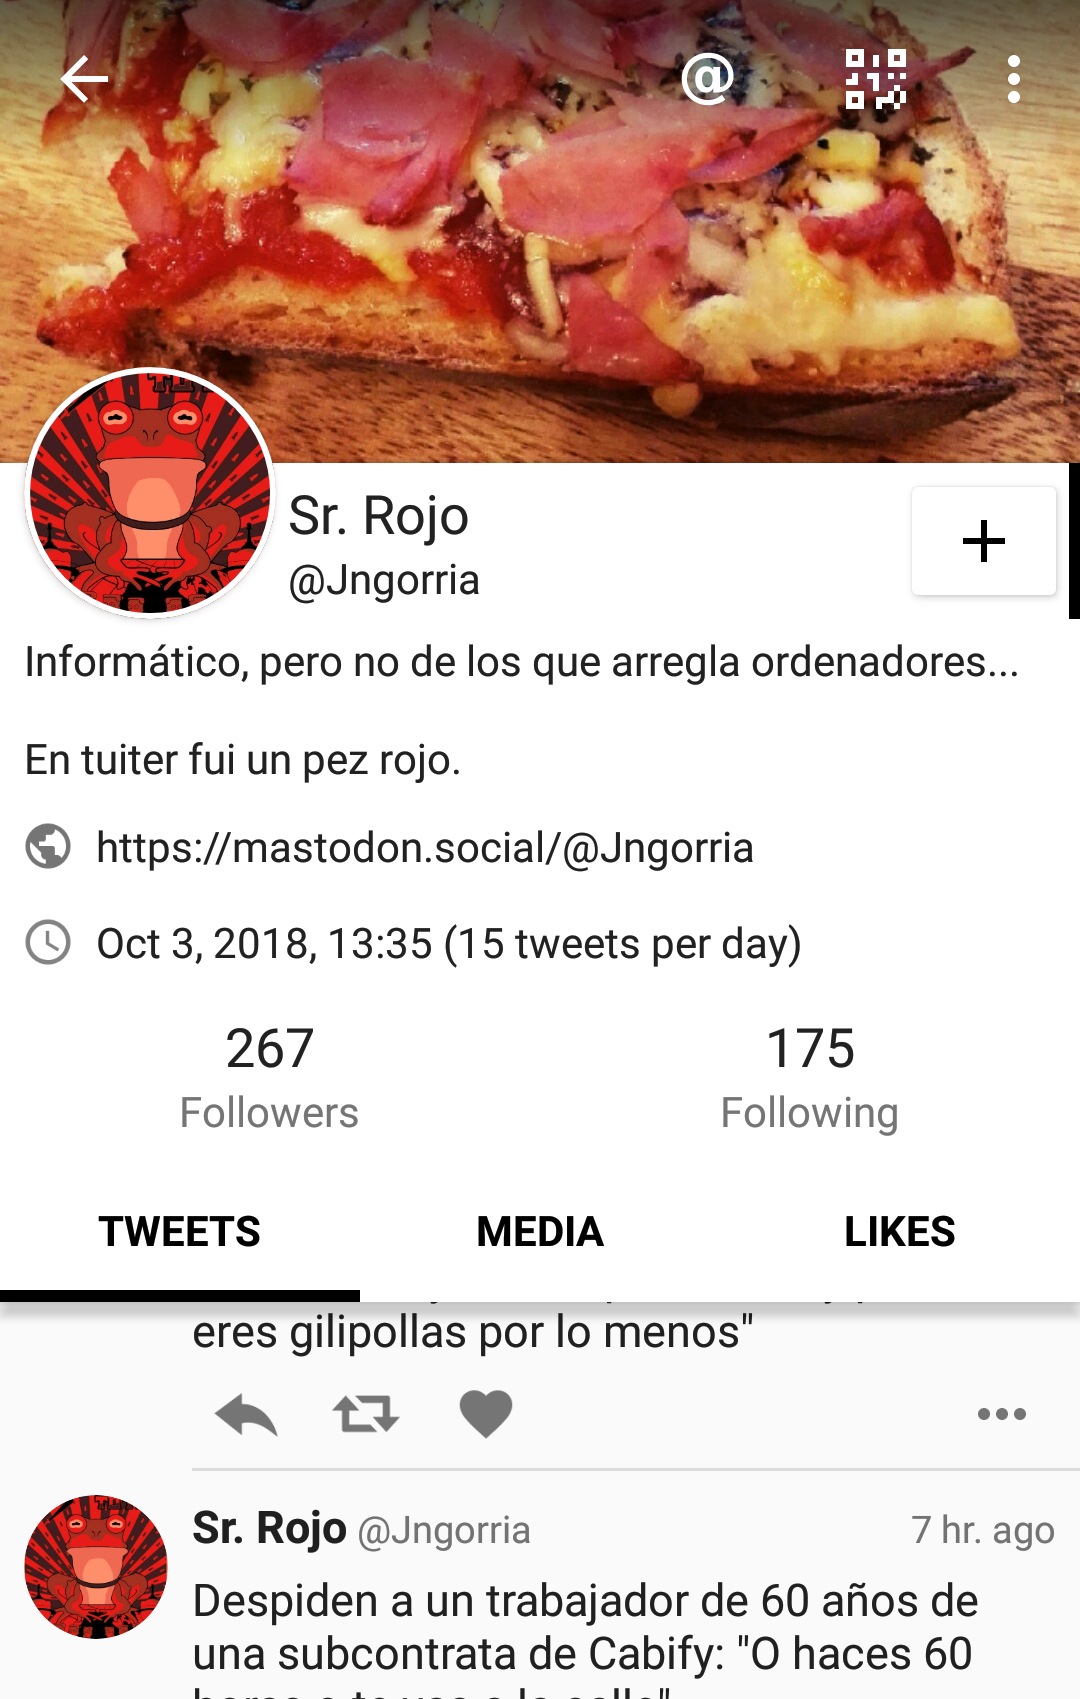 @
Sr. Rojo
@Jngorria
Informático, pero no de los que arregla ordenadores...
En tuiter fui un pez rojo.
https://mastodon.social/@Jngorria
Oct 3, 2018, 13:35 (15 tweets per day)
267
175
Followers
Following
TWEETS
MEDIA
LIKES
eres gilipollas por lo menos"
Sr. Rojo @Jngorria
7 hr. ago
Despiden a un trabajador de 60 años de
una subcontrata de Cabify: "O haces 60